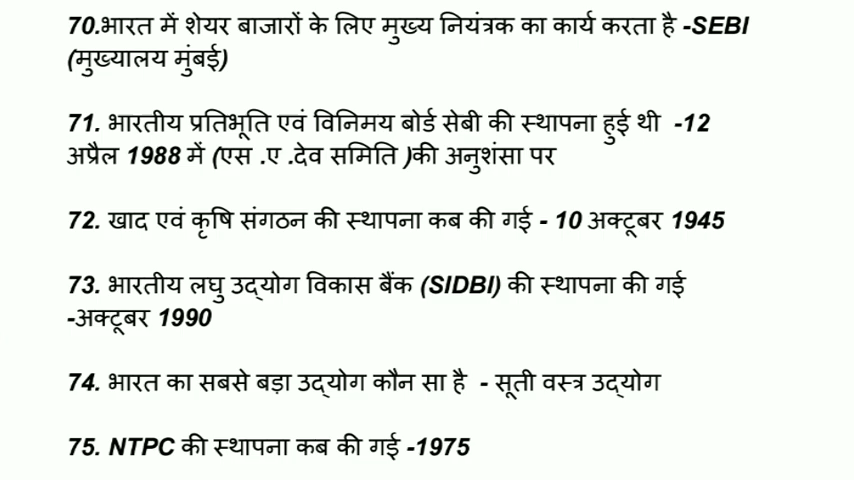 70.भारत में शेयर बाजारों के लिए मुख्य नियंत्रक का कार्य करता है -SEBI
(मुख्यालय मुंबई)
71. भारतीय प्रतिभूति एवं विनिमय बोर्ड सेबी की स्थापना हुई थी -12
अप्रैल 1988 में (एस .ए .देव समिति )की अनुशंसा पर
72. खाद एवं कृषि संगठन की स्थापना कब की गई - 10 अक्टूबर 1945
73. भारतीय लघु उद्योग विकास बैंक (SIDBI) की स्थापना की गई
-अक्टूबर 1990
74. भारत का सबसे बड़ा उद्योग कौन सा है - सूती वस्त्र उद्योग
75. NTPC की स्थापना कब की गई -1975